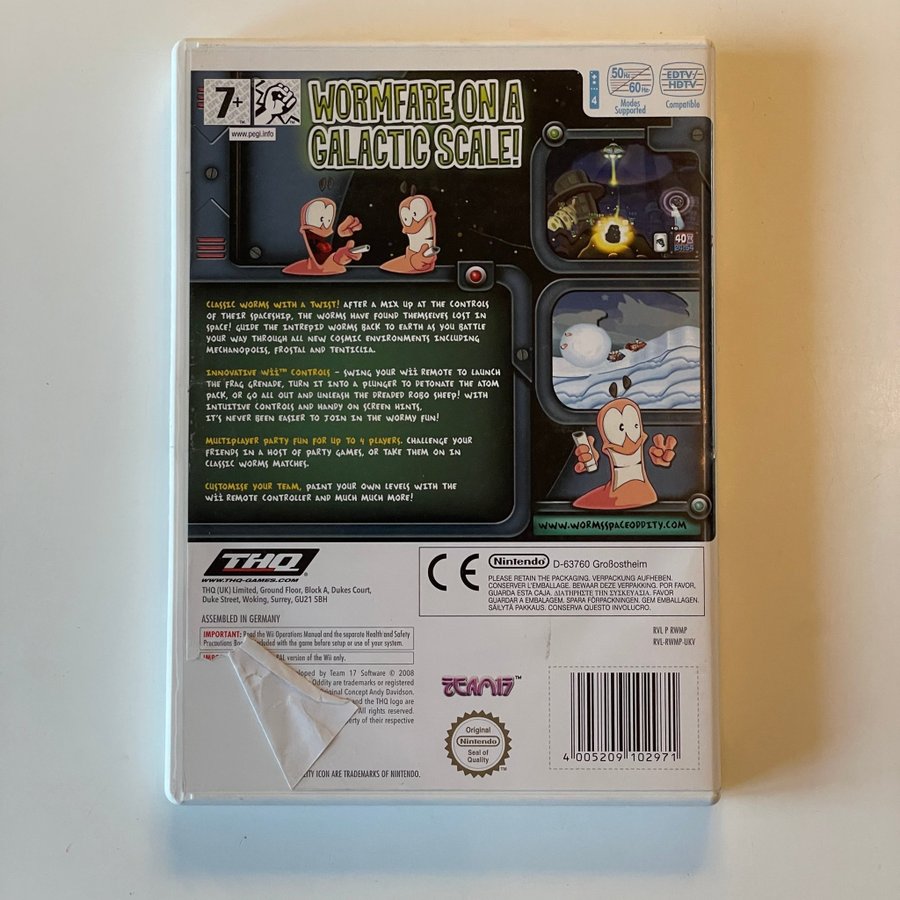 7+
™
www.pegi.info
WORMFARE ON A
GALACTIC SCALE!
4
50Hz
60Hz
Modes
Supported
EDTV/
HDTV
Compatible
40
CLASSIC WORMS WITH A TWIST! AFTER A MIX UP AT THE CONTROLS
OF THEIR SPACESHIP, THE WORMS HAVE FOUND THEMSELVES LOST IN
SPACE! GUIDE THE INTREPID WORMS BACK TO EARTH AS YOU BATTLE
YOUR WAY THROUGH ALL NEW COSMIC ENVIRONMENTS INCLUDING
MECHANOPOLIS, FROSTAL AND TENTICLIA.
INNOVATIVE Wii™ CONTROLS – SWING YOUR Wii REMOTE TO LAUNCH
THE FRAG GRENADE, TURN IT INTO A PLUNGER TO DETONATE THE ATOM
PACK, OR GO ALL OUT AND UNLEASH THE DREADED ROBO SHEEP! WITH
INTUITIVE CONTROLS AND HANDY ON SCREEN HINTS,
IT'S NEVER BEEN EASIER TO JOIN IN THE WORMY FUN!
MULTIPLAYER PARTY FUN FOR UP TO 4 PLAYERS. CHALLENGE YOUR
FRIENDS IN A HOST OF PARTY GAMES, OR TAKE THEM ON IN
CLASSIC WORMS MATCHES.
CUSTOMISE YOUR TEAM, PAINT YOUR OWN LEVELS WITH THE
Wii REMOTE CONTROLLER AND MUCH MUCH MORE!
WWW.WORMSSPACEODDITY.COM
THQ
WWW.THQ-GAMES.COM
THQ (UK) Limited, Ground Floor, Block A, Dukes Court,
Duke Street, Woking, Surrey, GU21 5BH
ASSEMBLED IN GERMANY
CE
Nintendo D-63760 Großostheim
PLEASE RETAIN THE PACKAGING. VERPACKUNG AUFHEBEN.
CONSERVER L'EMBALLAGE. BEWAAR DEZE VERPAKKING. POR FAVOR,
GUARDA ESTA CAJA. ΔΙΑΤΗΡΗΣΤΕ ΤΗΝ ΣΥΣΚΕΥΑΣΙΑ. FAVOR
GUARDAR A EMBALAGEM. SPARA FÖRPACKNINGEN. GEM EMBALLAGEN.
SÄILYTÄ PAKKAUS. CONSERVA QUESTO INVOLUCRO.
IMPORTANT: Read the Wii Operations Manual and the separate Health and Safety
Precautions Boo included with the game before setup or use of your system.
IMPO PAL version of the Wii only.
RVL P RWMP
RVL-RWMP-UKV
loped by Team 17 Software © 2008
Oddity are trademarks or registered
ginal Concept Andy Davidson.
and the THQ logo are
All rights reserved.
erty of their respective
ITY ICON ARE TRADEMARKS OF NINTENDO.
TEAM17™
Original
Nintendo
Seal of
Quality
™
4 005209 102971